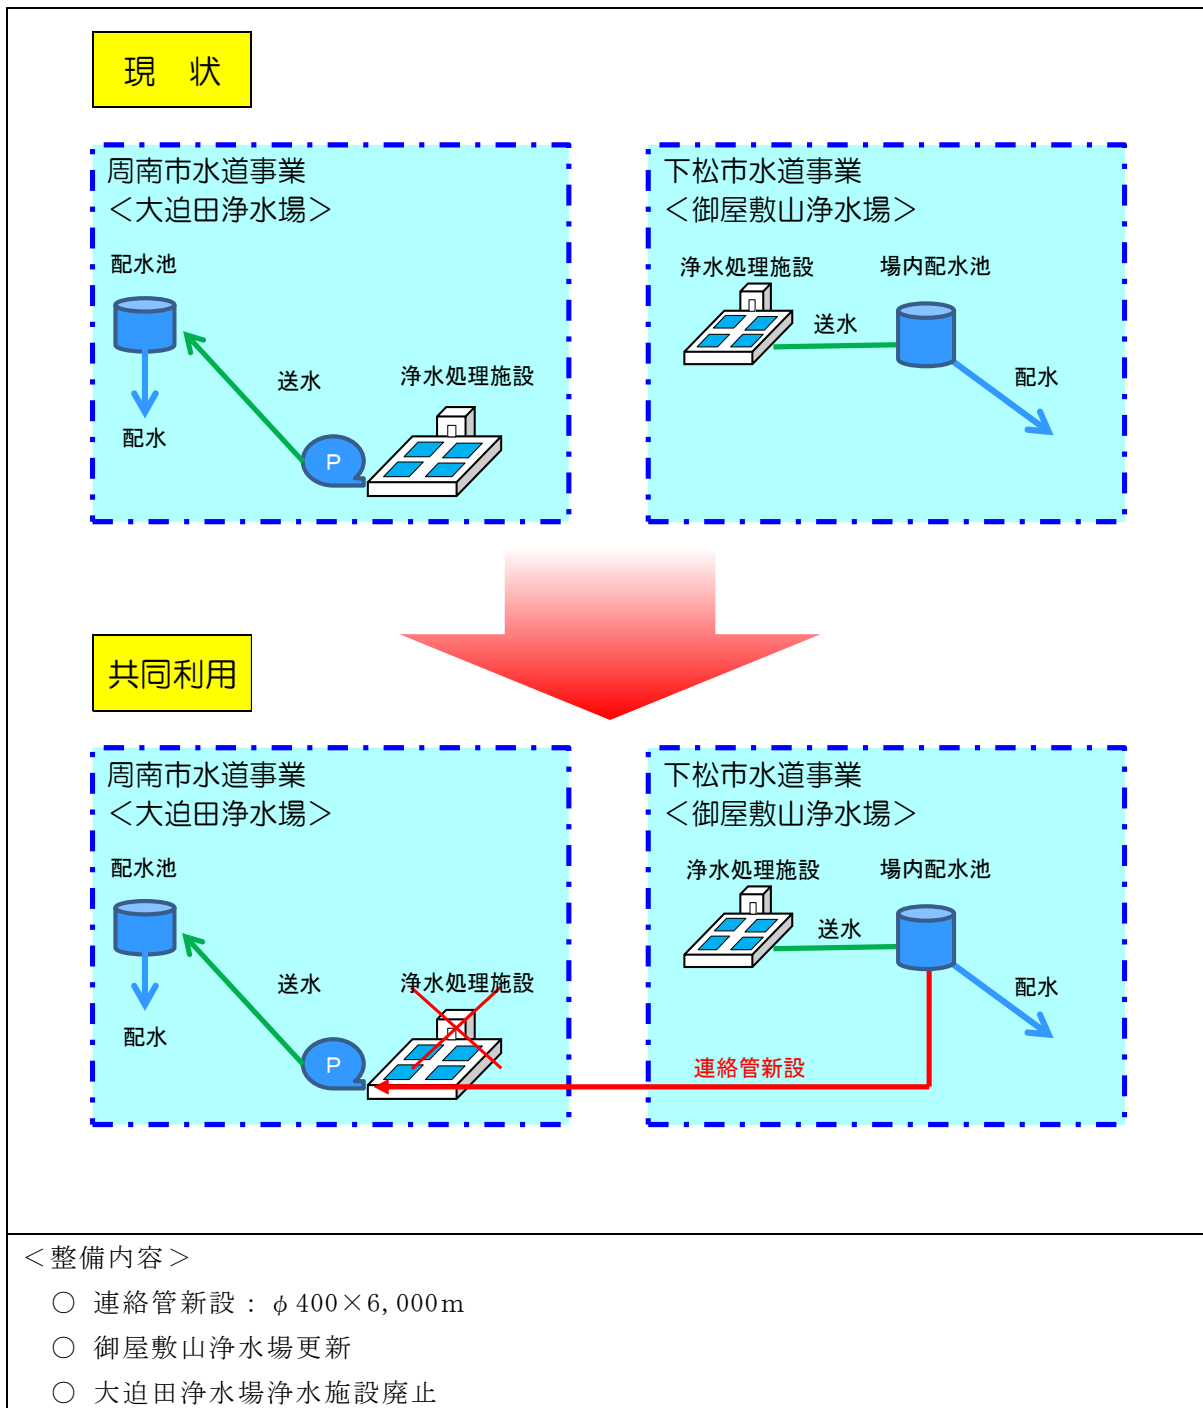 現　状
周南市水道事業
＜大迫田浄水場＞
配水池
送水
浄水処理施設
P
配水
下松市水道事業
＜御屋敷山浄水場＞
浄水処理施設
場内配水池
送水
配水
共同利用
周南市水道事業
＜大迫田浄水場＞
配水池
送水
浄水処理施設
P
配水
下松市水道事業
＜御屋敷山浄水場＞
浄水処理施設
場内配水池
送水
配水
連絡管新設
＜整備内容＞
○ 連絡管新設：φ400×6,000m
○ 御屋敷山浄水場更新
○ 大迫田浄水場浄水施設廃止